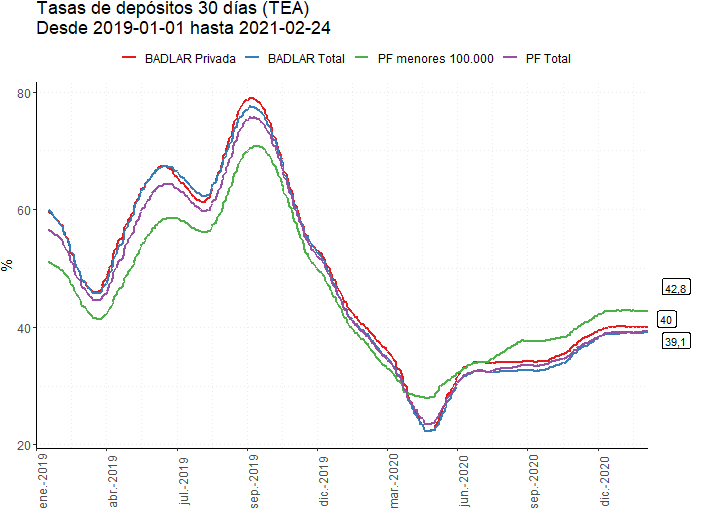 Tasas de depósitos 30 días (TEA)
Desde 2019-01-01 hasta 2021-02-24
BADLAR Privada BADLAR Total PF menores 100.000 PF Total
%
80
60
40
20
42,8
40
39,1
ene.-2019
abr.-2019
jul.-2019
sep.-2019
dic.-2019
mar.-2020
jun.-2020
sep.-2020
dic.-2020